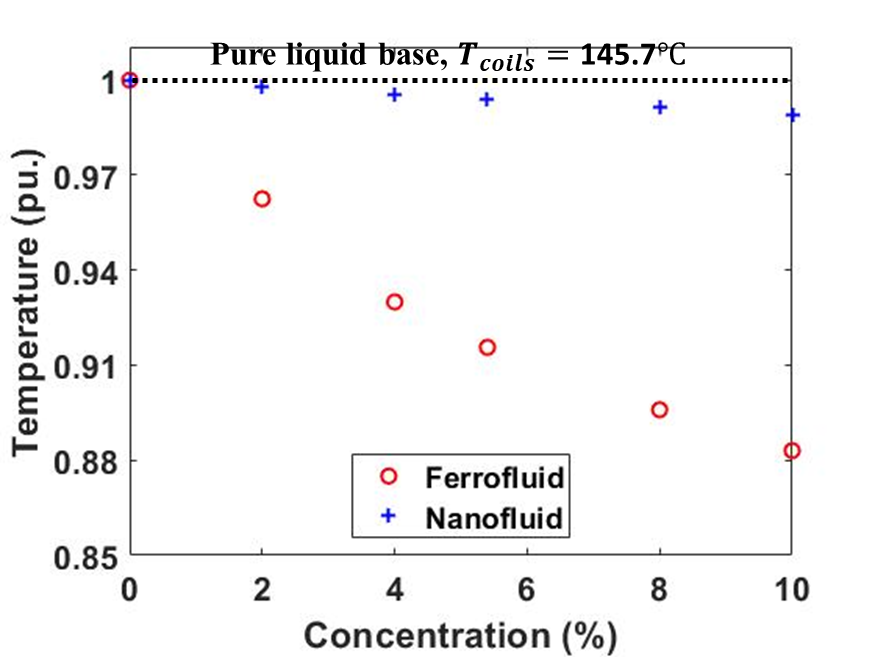 Pure liquid base, T_coils = 145.7°C
1
0.97
0.94
0.91
0.88
0.85
Temperature (pu.)
Ferrofluid
Nanofluid
0 2 4 6 8 10
Concentration (%)